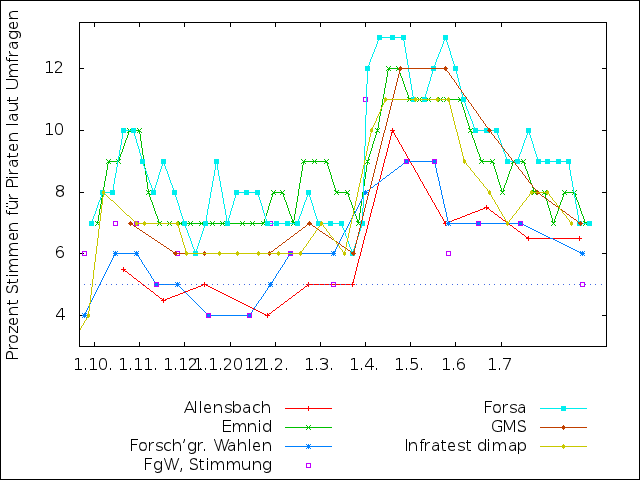 Prozent Stimmen für Piraten laut Umfragen
12
10
8
6
4
1.10. 1.11. 1.12. 1.1.2012 1.2. 1.3. 1.4. 1.5. 1.6 1.7
Allensbach Forsa
Emnid GMS
Forsch'gr. Wahlen Infratest dimap
FgW, Stimmung